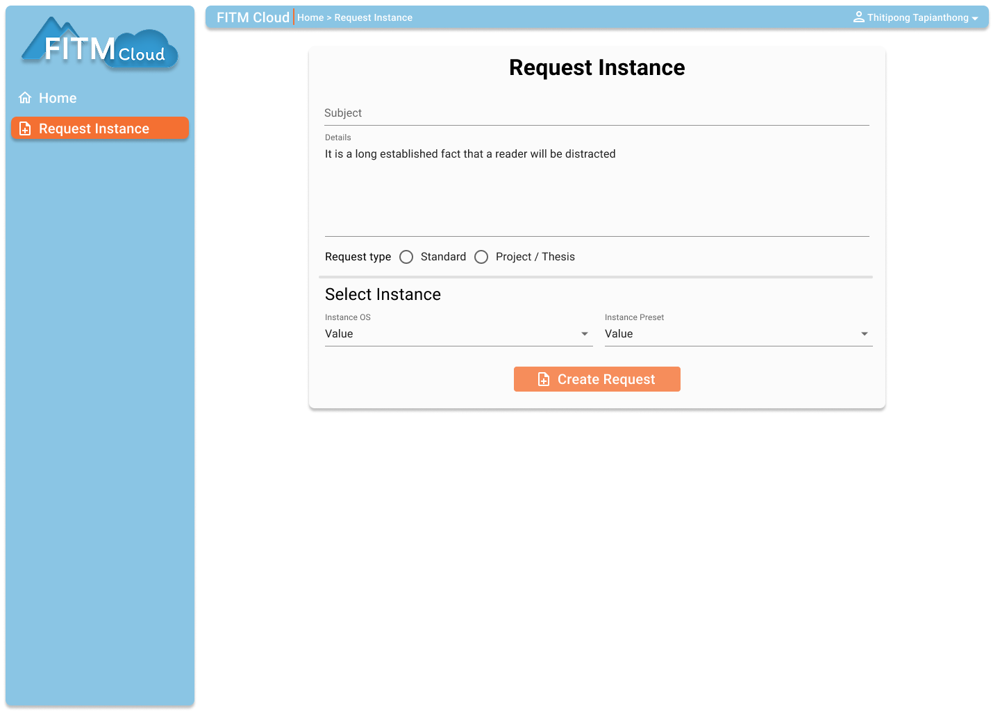 FITM Cloud
Home
Request Instance
FITM Cloud Home > Request Instance Thitipong Tapianthong
Request Instance
Subject
Details
It is a long established fact that a reader will be distracted
Request type Standard Project / Thesis
Select Instance
Instance OS Instance Preset
Value Value
Create Request